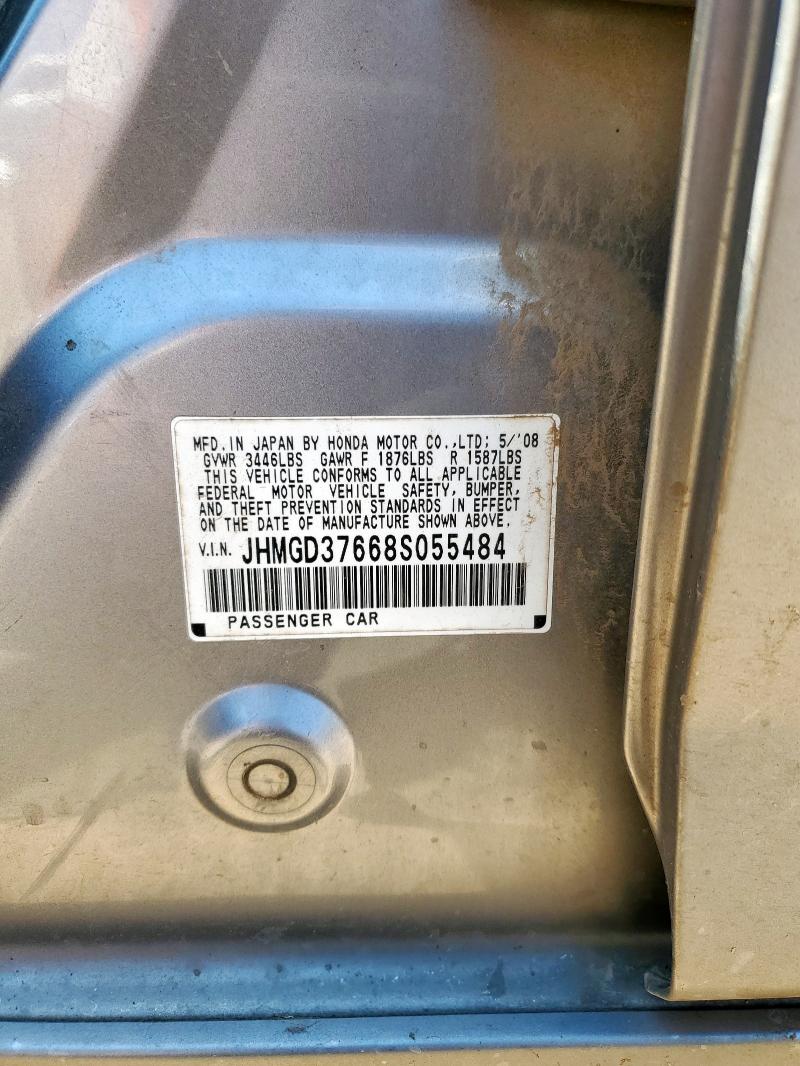 MFD. IN JAPAN BY HONDA MOTOR CO.,LTD; 5/'08
GVWR 3446LBS GAWR F 1876LBS R 1587LBS
THIS VEHICLE CONFORMS TO ALL APPLICABLE
FEDERAL MOTOR VEHICLE SAFETY, BUMPER,
AND THEFT PREVENTION STANDARDS IN EFFECT
ON THE DATE OF MANUFACTURE SHOWN ABOVE.
V.I.N. JHMGD37668S055484
PASSENGER CAR